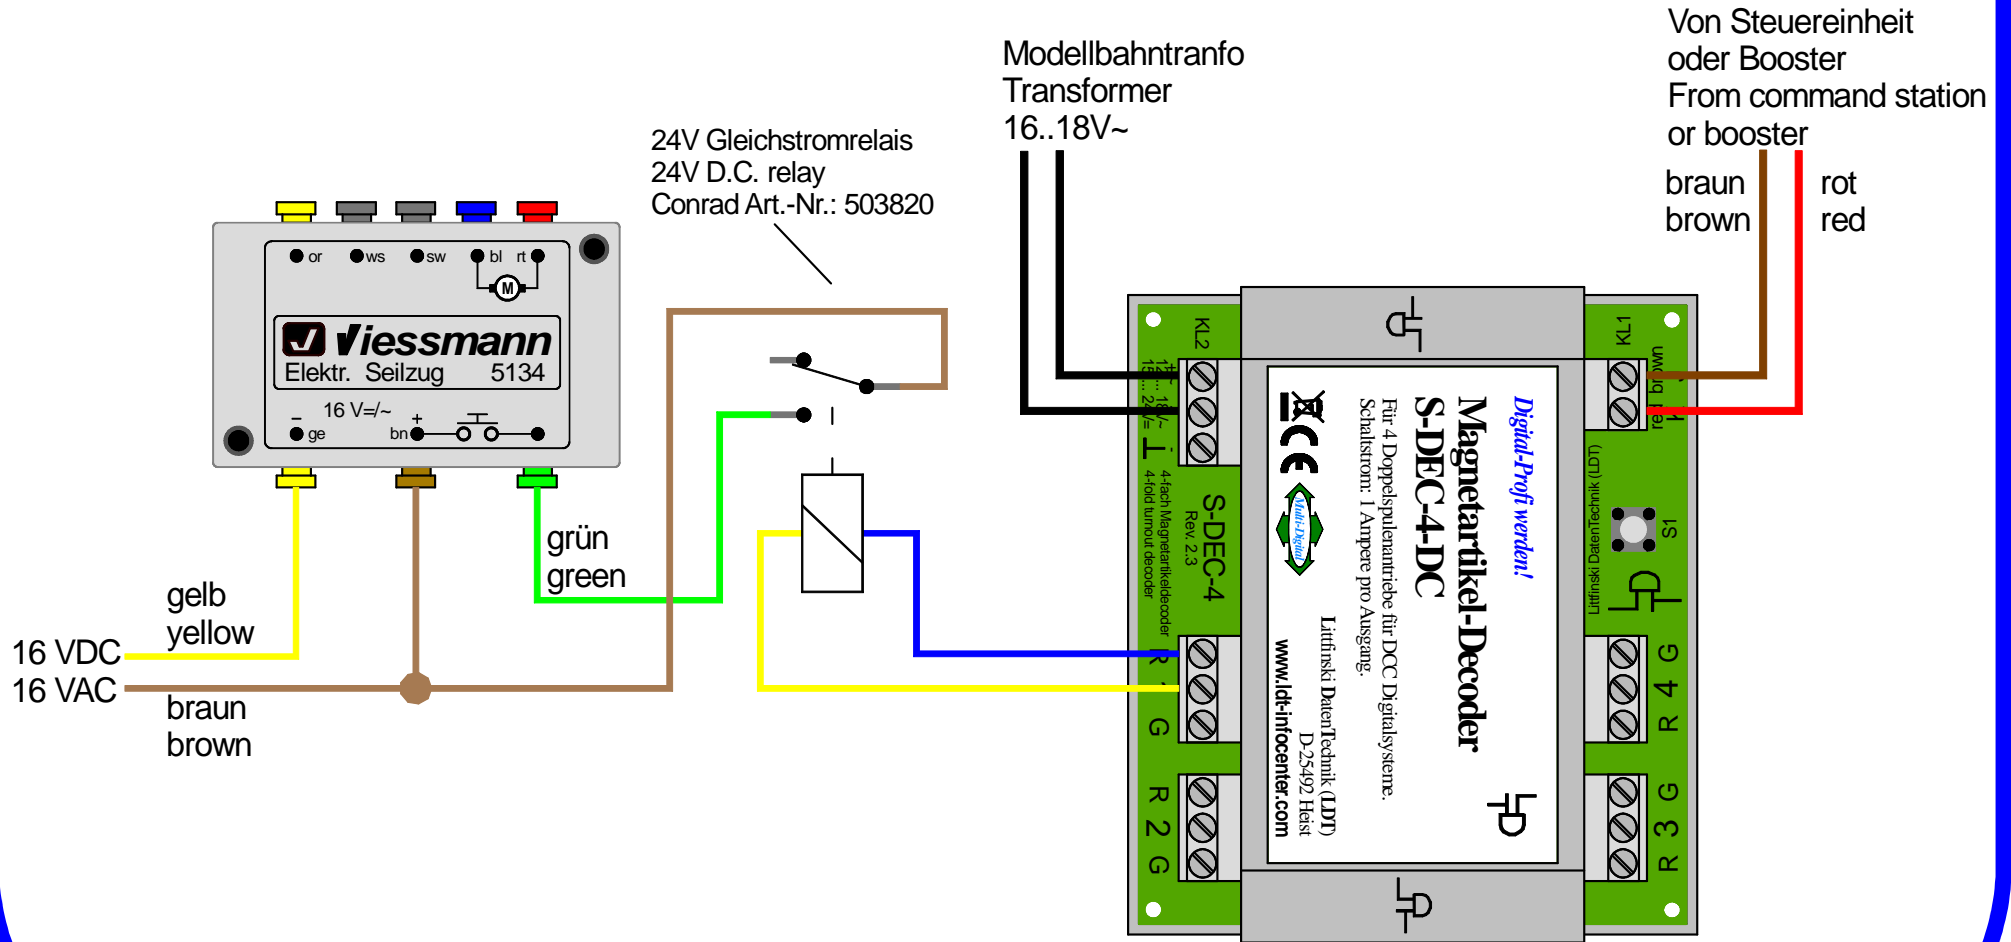 Von Steuereinheit
oder Booster
From command station
or booster
braun
brown
rot
red
Modellbahntranfo
Transformer
16..18V~
24V Gleichstromrelais
24V D.C. relay
Conrad Art.-Nr.: 503820
or ws sw bl rt
M
Viessmann
Elektr. Seilzug 5134
16 V=/~
- +
ge bn
grün
green
gelb
yellow
16 VDC
16 VAC
braun
brown
KL2
S-DEC-4
Rev. 2.3
4-fach Magnetartikeldecoder
4-fold turnout decoder
R
G
R 2 G
Digital-Profi werden!
Magnetartikel-Decoder
S-DEC-4-DC
Für 4 Doppelspulenantriebe für DCC Digitalsysteme.
Schaltstrom: 1 Ampere pro Ausgang.
CE
Multi-Digital
Littfinski DatenTechnik (LDT)
D-25492 Heist
www.ldt-infocenter.com
KL1
red brown
Littfinski DatenTechnik (LDT)
S1
R 4 G
R 3 G